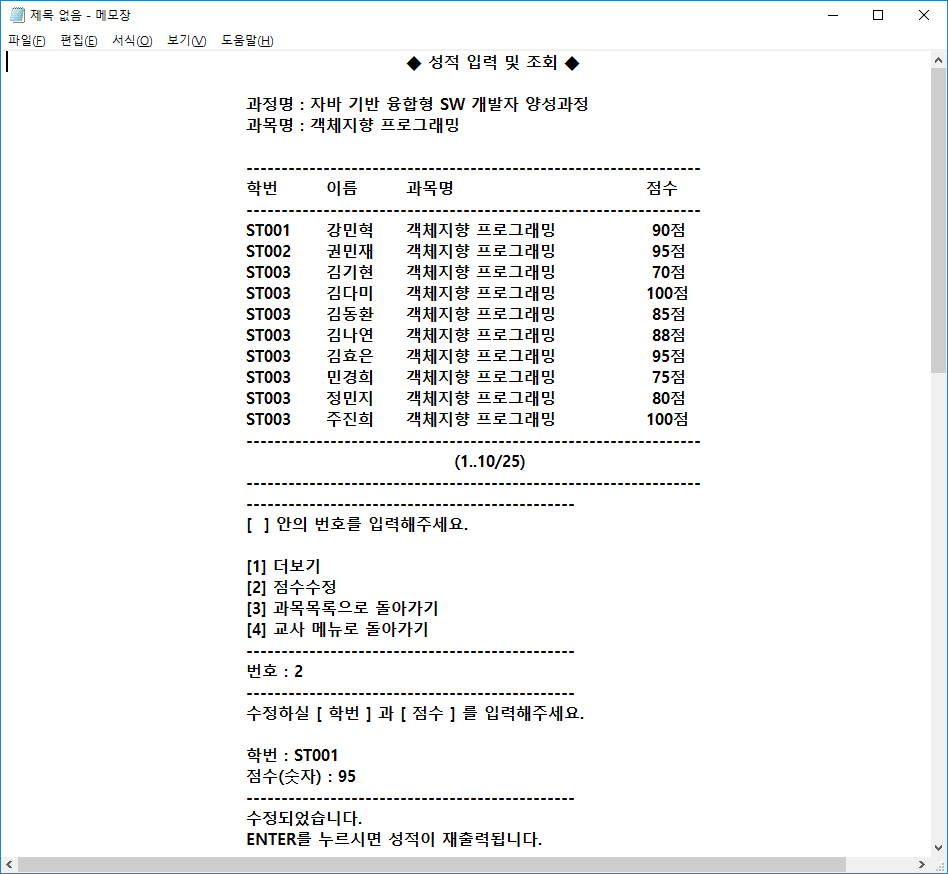 제목 없음 - 메모장
파일(F) 편집(E) 서식(O) 보기(V) 도움말(H)
◆ 성적 입력 및 조회 ◆
과정명 : 자바 기반 융합형 SW 개발자 양성과정
과목명 : 객체지향 프로그래밍
-----------------------------------------------------------------
학번 이름 과목명 점수
-----------------------------------------------------------------
ST001 강민혁 객체지향 프로그래밍 90점
ST002 권민재 객체지향 프로그래밍 95점
ST003 김기현 객체지향 프로그래밍 70점
ST003 김다미 객체지향 프로그래밍 100점
ST003 김동환 객체지향 프로그래밍 85점
ST003 김나연 객체지향 프로그래밍 88점
ST003 김효은 객체지향 프로그래밍 95점
ST003 민경희 객체지향 프로그래밍 75점
ST003 정민지 객체지향 프로그래밍 80점
ST003 주진희 객체지향 프로그래밍 100점
-----------------------------------------------------------------
(1..10/25)
-----------------------------------------------------------------
-----------------------------------------------
[ ] 안의 번호를 입력해주세요.
[1] 더보기
[2] 점수수정
[3] 과목목록으로 돌아가기
[4] 교사 메뉴로 돌아가기
-----------------------------------------------
번호 : 2
-----------------------------------------------
수정하실 [ 학번 ] 과 [ 점수 ] 를 입력해주세요.
학번 : ST001
점수(숫자) : 95
-----------------------------------------------
수정되었습니다.
ENTER를 누르시면 성적이 재출력됩니다.